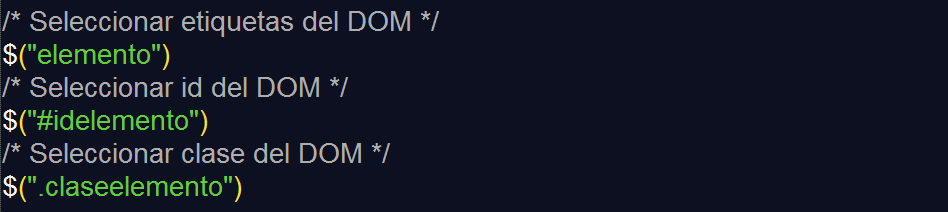 /* Seleccionar etiquetas del DOM */
$("elemento")
/* Seleccionar id del DOM */
$("#idelemento")
/* Seleccionar clase del DOM */
$(".claseelemento")